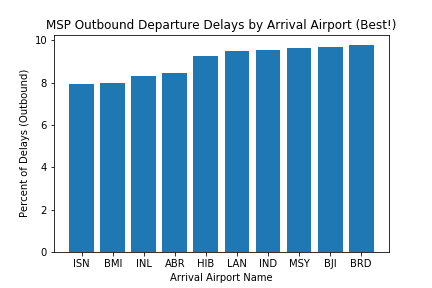 MSP Outbound Departure Delays by Arrival Airport (Best!)
10
8
6
4
2
0
Percent of Delays (Outbound)
ISN BMI INL ABR HIB LAN IND MSY BJI BRD
Arrival Airport Name